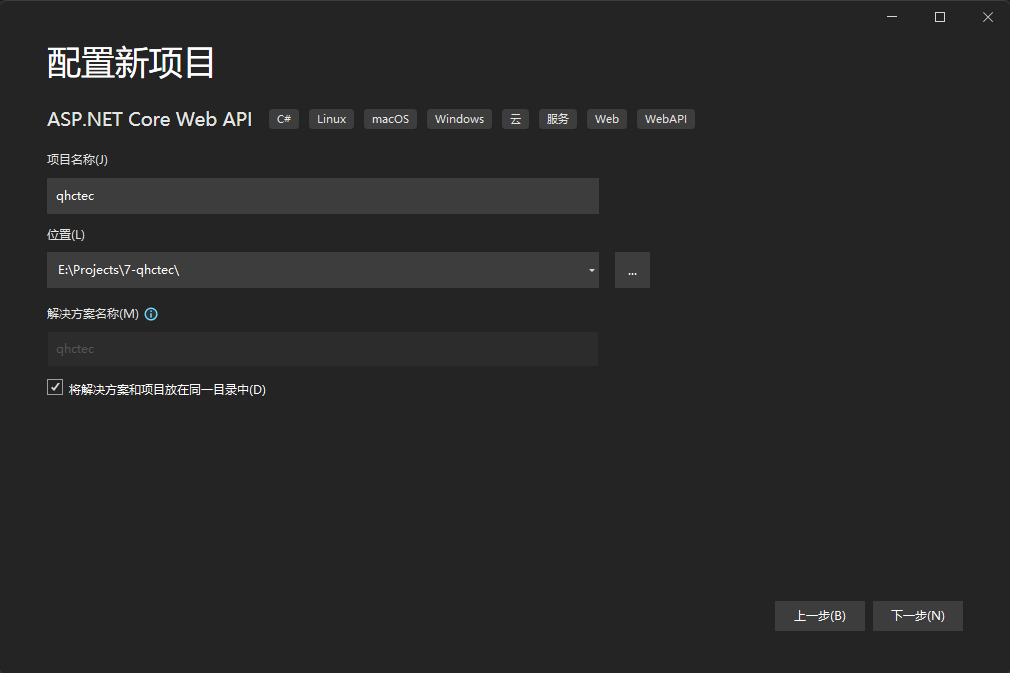 配置新项目
ASP.NET Core Web API C# Linux macOS Windows 云 服务 Web WebAPI
项目名称(J)
qhctec
位置(L)
E:\Projects\7-qhctec\
...
解决方案名称(M)
qhctec
将解决方案和项目放在同一目录中(D)
上一步(B) 下一步(N)